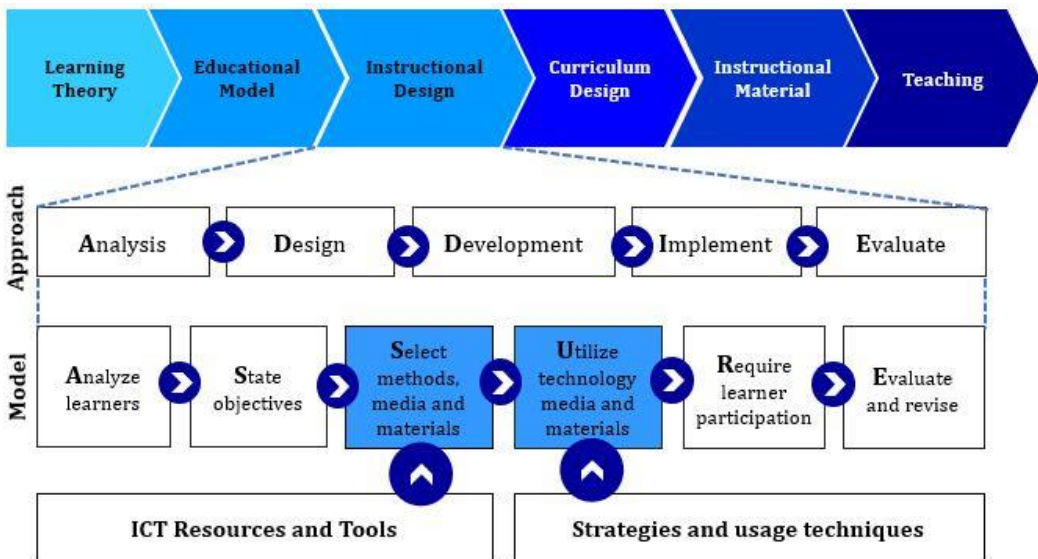 Learning
Theory
Educational
Model
Instructional
Design
Curriculum
Design
Instructional
Material
Teaching
Approach
Analysis
Design
Development
Implement
Evaluate
Model
Analyze
learners
State
objectives
Select
methods,
media and
materials
Utilize
technology
media and
materials
Require
learner
participation
Evaluate
and revise
ICT Resources and Tools
Strategies and usage techniques